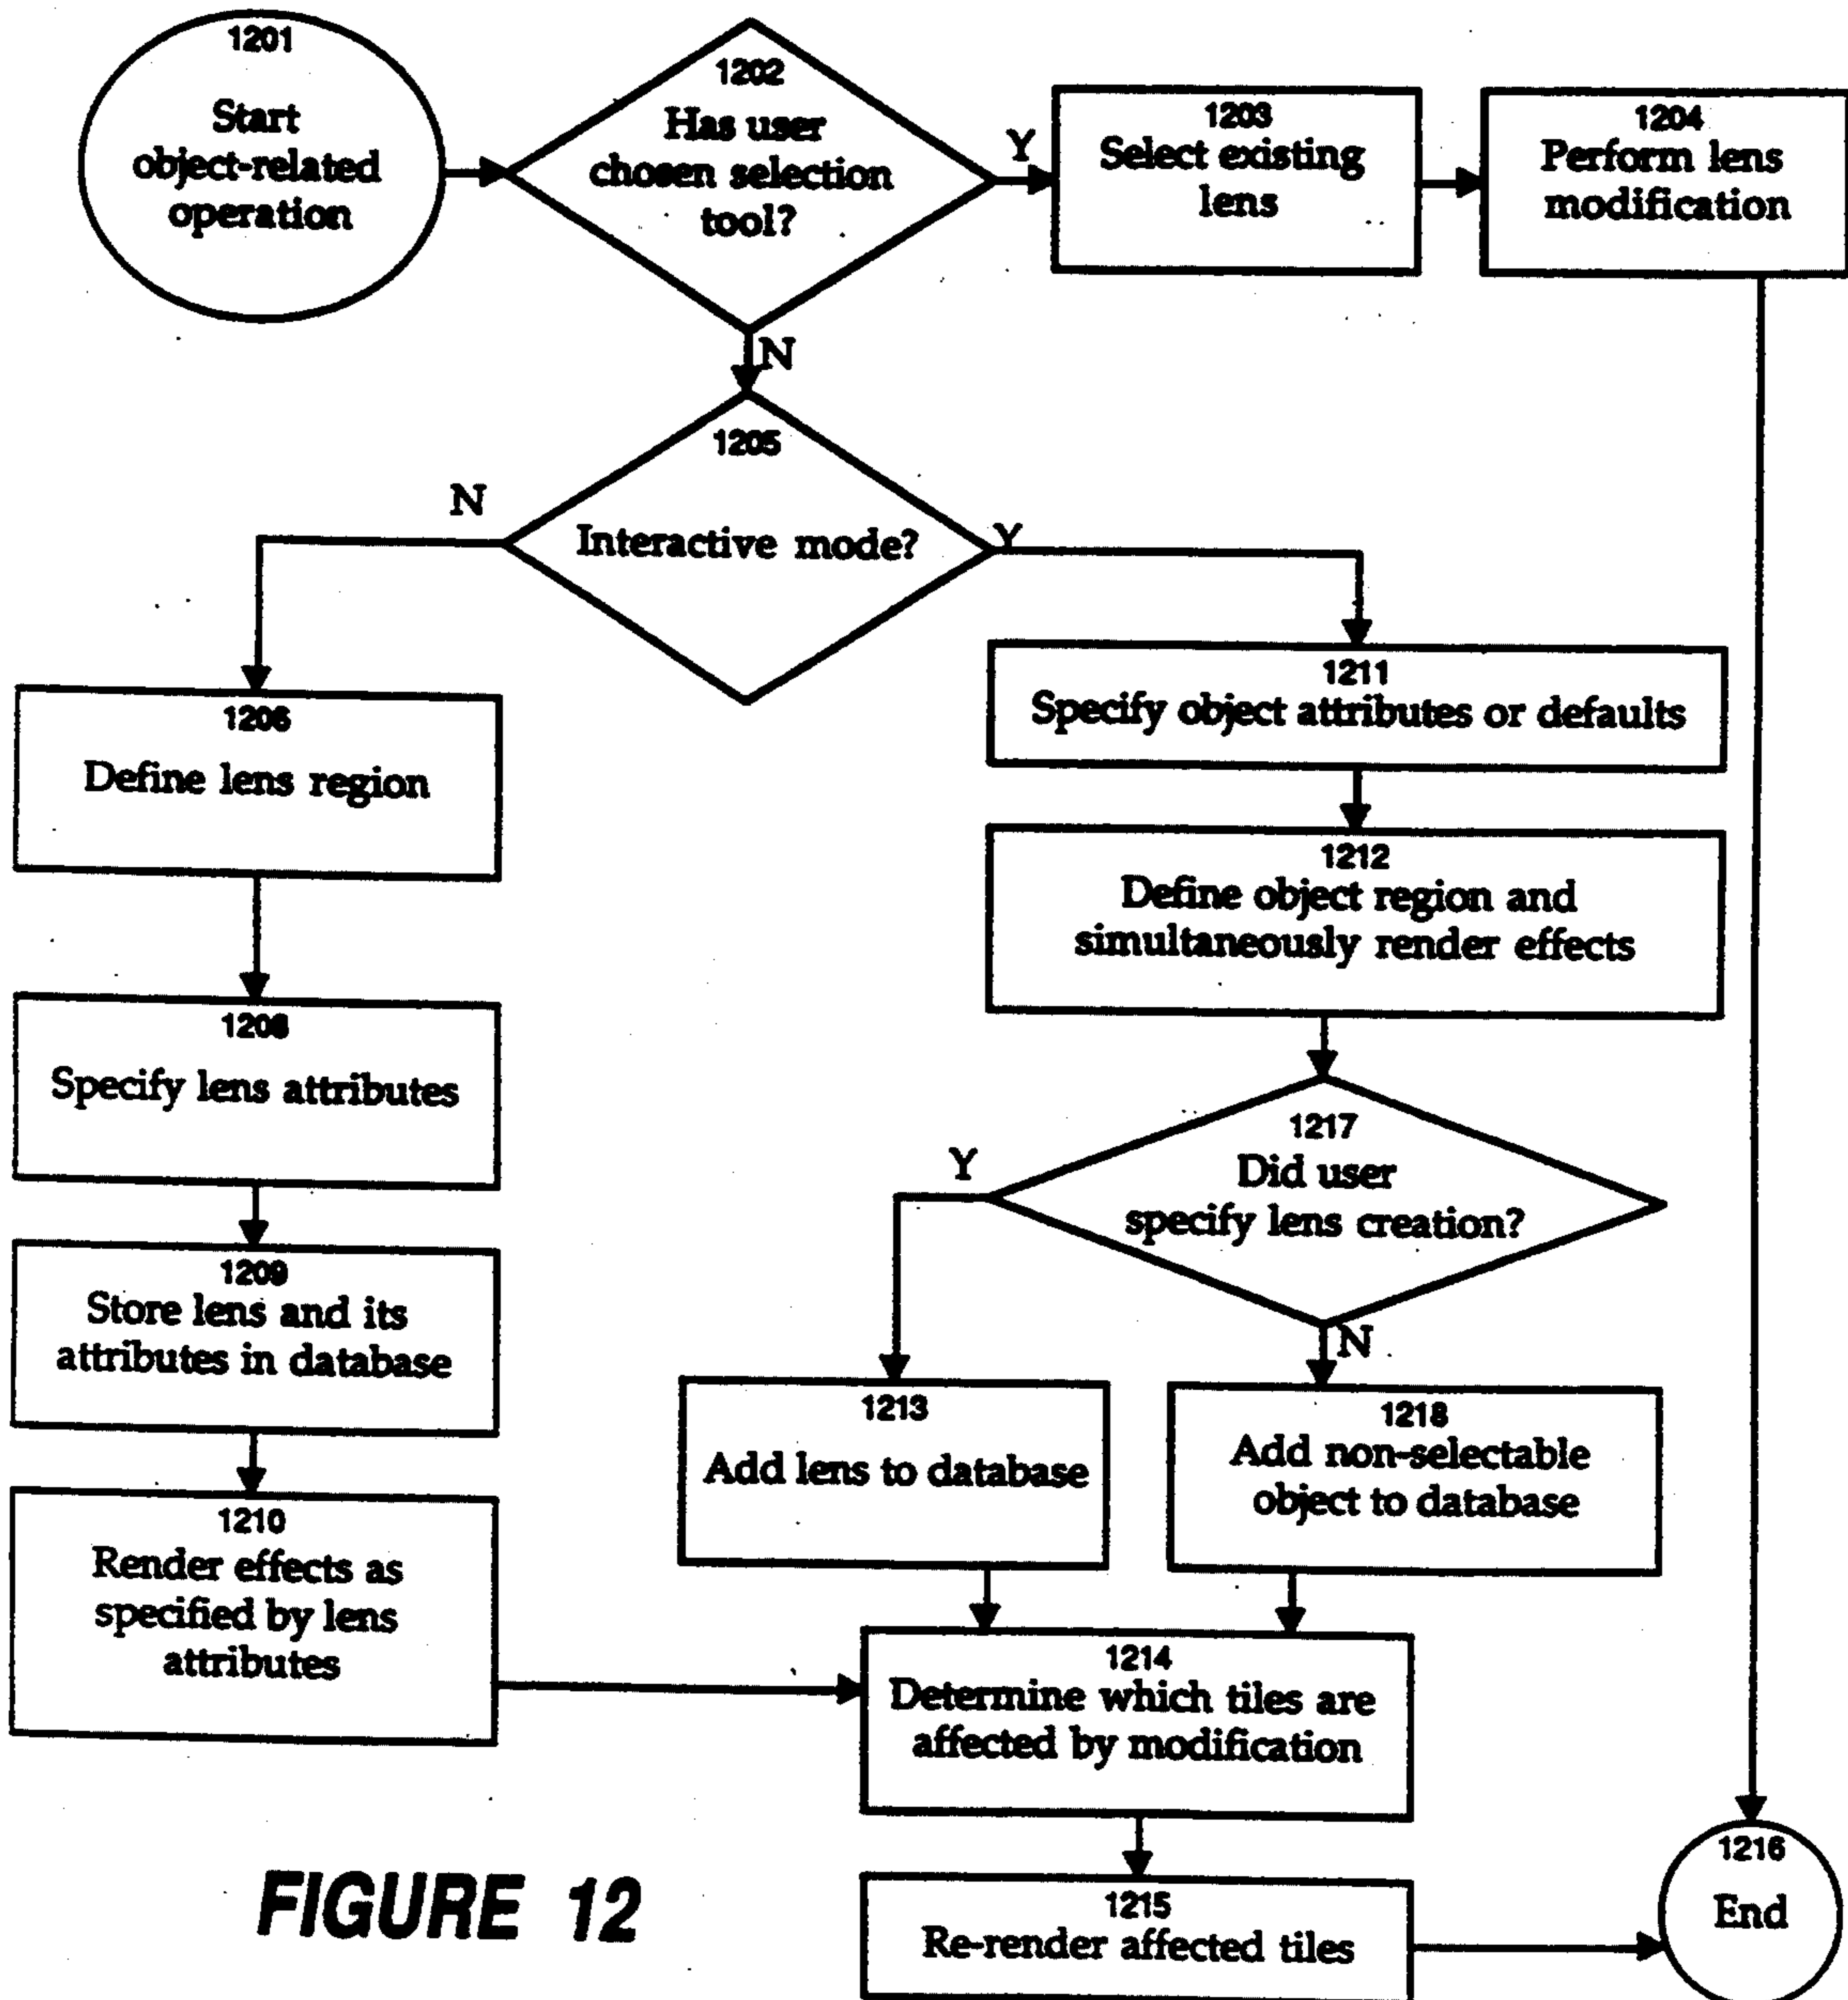 1201
Start
object-related
operation
1202
Has user
chosen selection
tool?
Y
1203
Select existing
lens
1204
Perform lens
modification
N
1205
Interactive mode?
N
Y
1206
Define lens region
1211
Specify object attributes or defaults
1212
Define object region and
simultaneously render effects
1208
Specify lens attributes
1217
Did user
specify lens creation?
Y
N
1209
Store lens and its
attributes in database
1213
Add lens to database
1218
Add non-selectable
object to database
1210
Render effects as
specified by lens
attributes
1214
Determine which tiles are
affected by modification
1215
Re-render affected tiles
1216
End
FIGURE 12